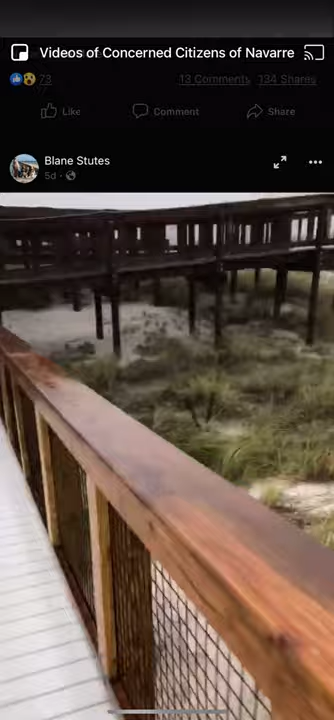 Videos of Concerned Citizens of Navarre
73
13 Comments 134 Shares
Like Comment Share
Blane Stutes
5d ·